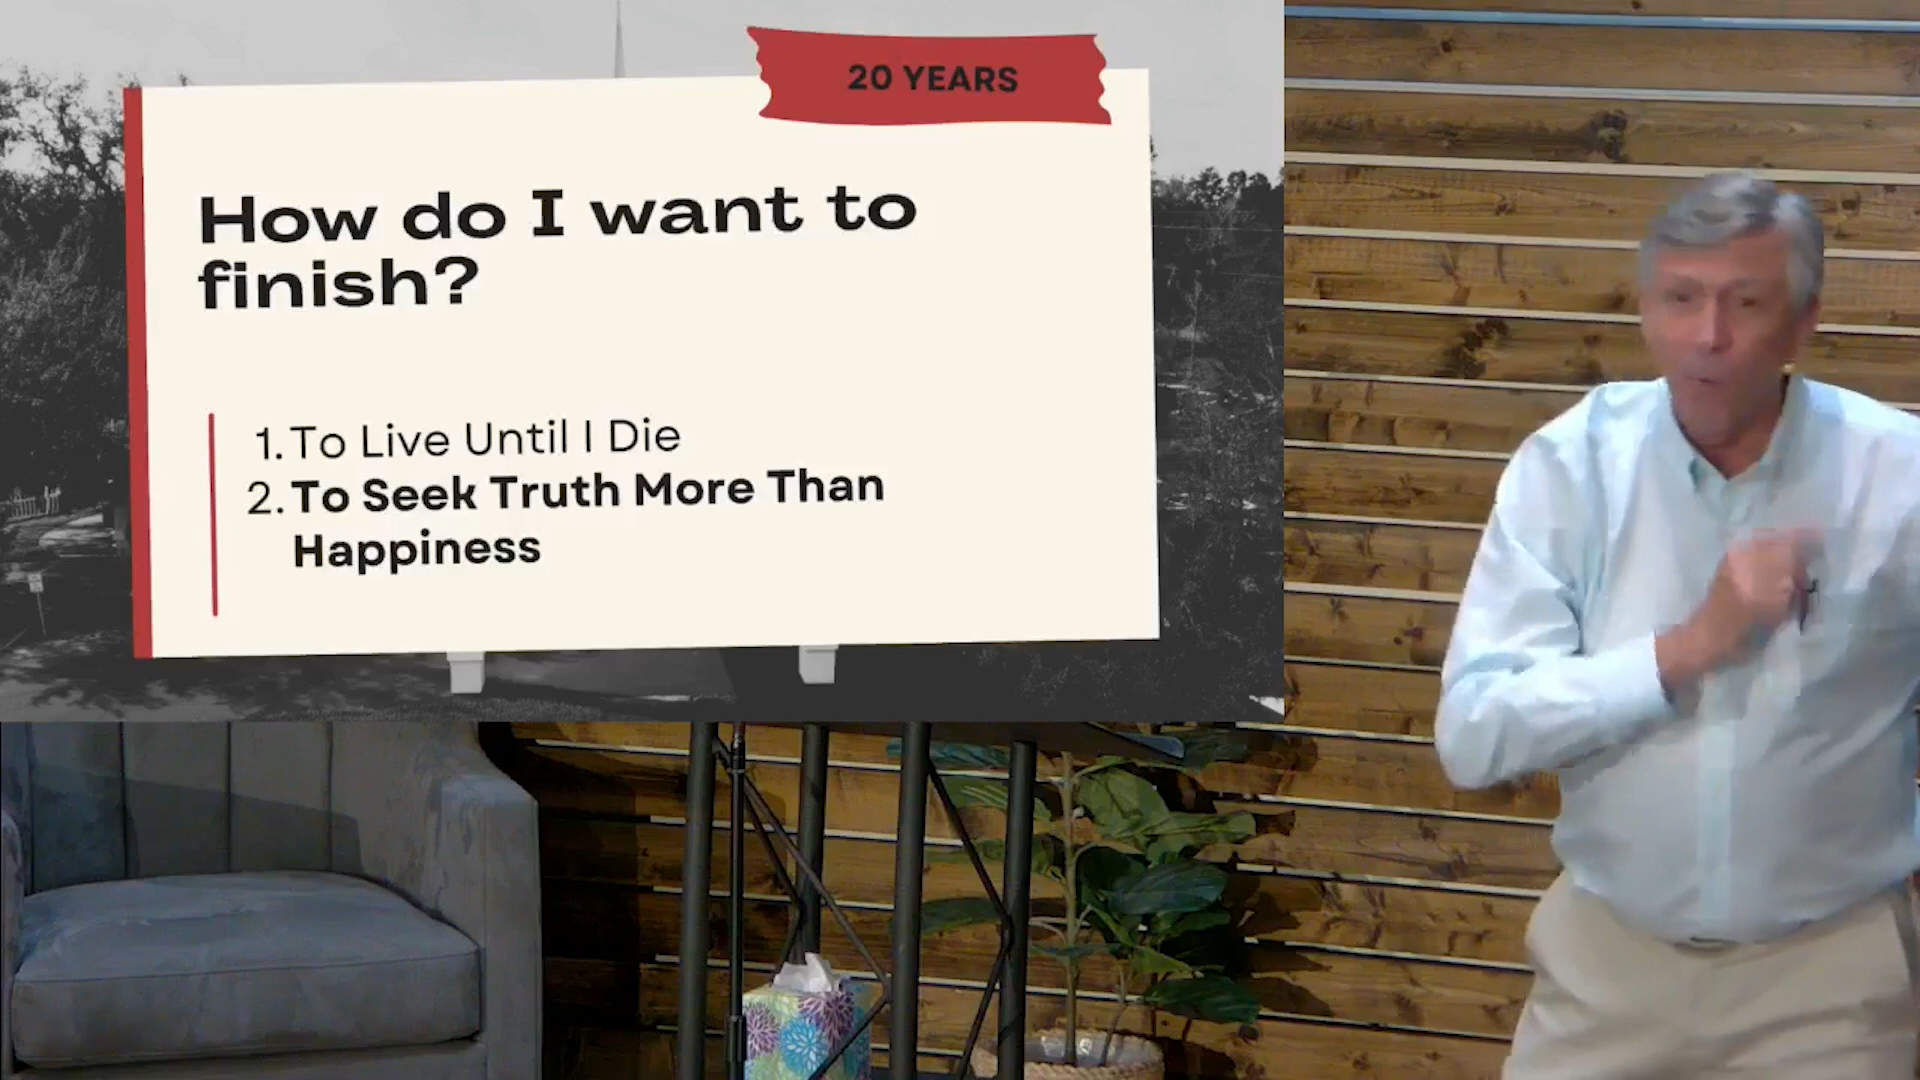 20 YEARS
How do I want to
finish?
1. To Live Until I Die
2. To Seek Truth More Than
Happiness